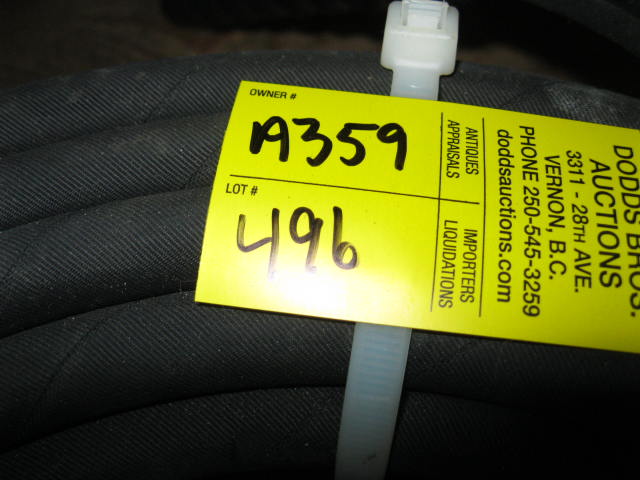 OWNER #
A359
LOT #
496
ANTIQUES
APPRAISALS
IMPORTERS
LIQUIDATIONS
DODDS BROS.
AUCTIONS
3311 - 28TH AVE.
VERNON, B.C.
PHONE 250-545-3259
doddsauctions.com